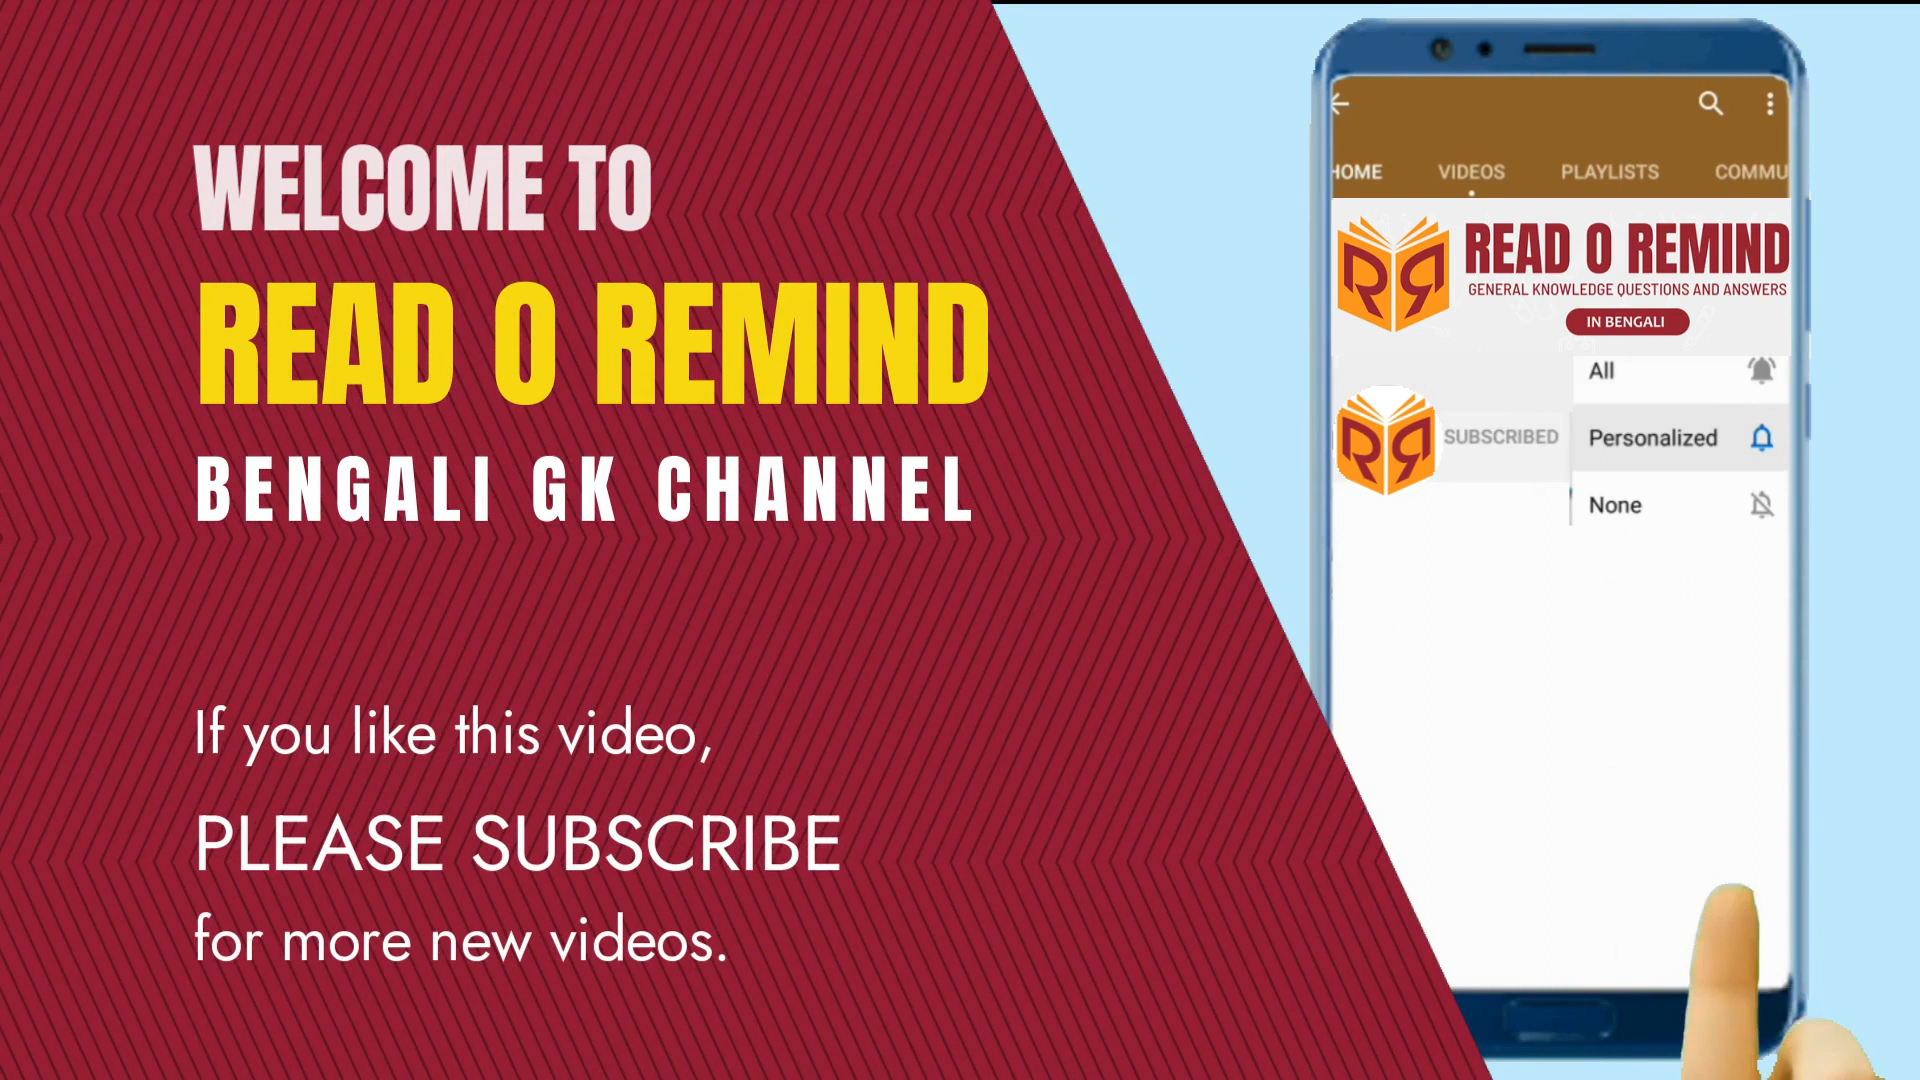 WELCOME TO
READ O REMIND
BENGALI GK CHANNEL
If you like this video,
PLEASE SUBSCRIBE
for more new videos.
HOME VIDEOS PLAYLISTS COMMU
READ O REMIND
GENERAL KNOWLEDGE QUESTIONS AND ANSWERS
IN BENGALI
All
SUBSCRIBED Personalized
None